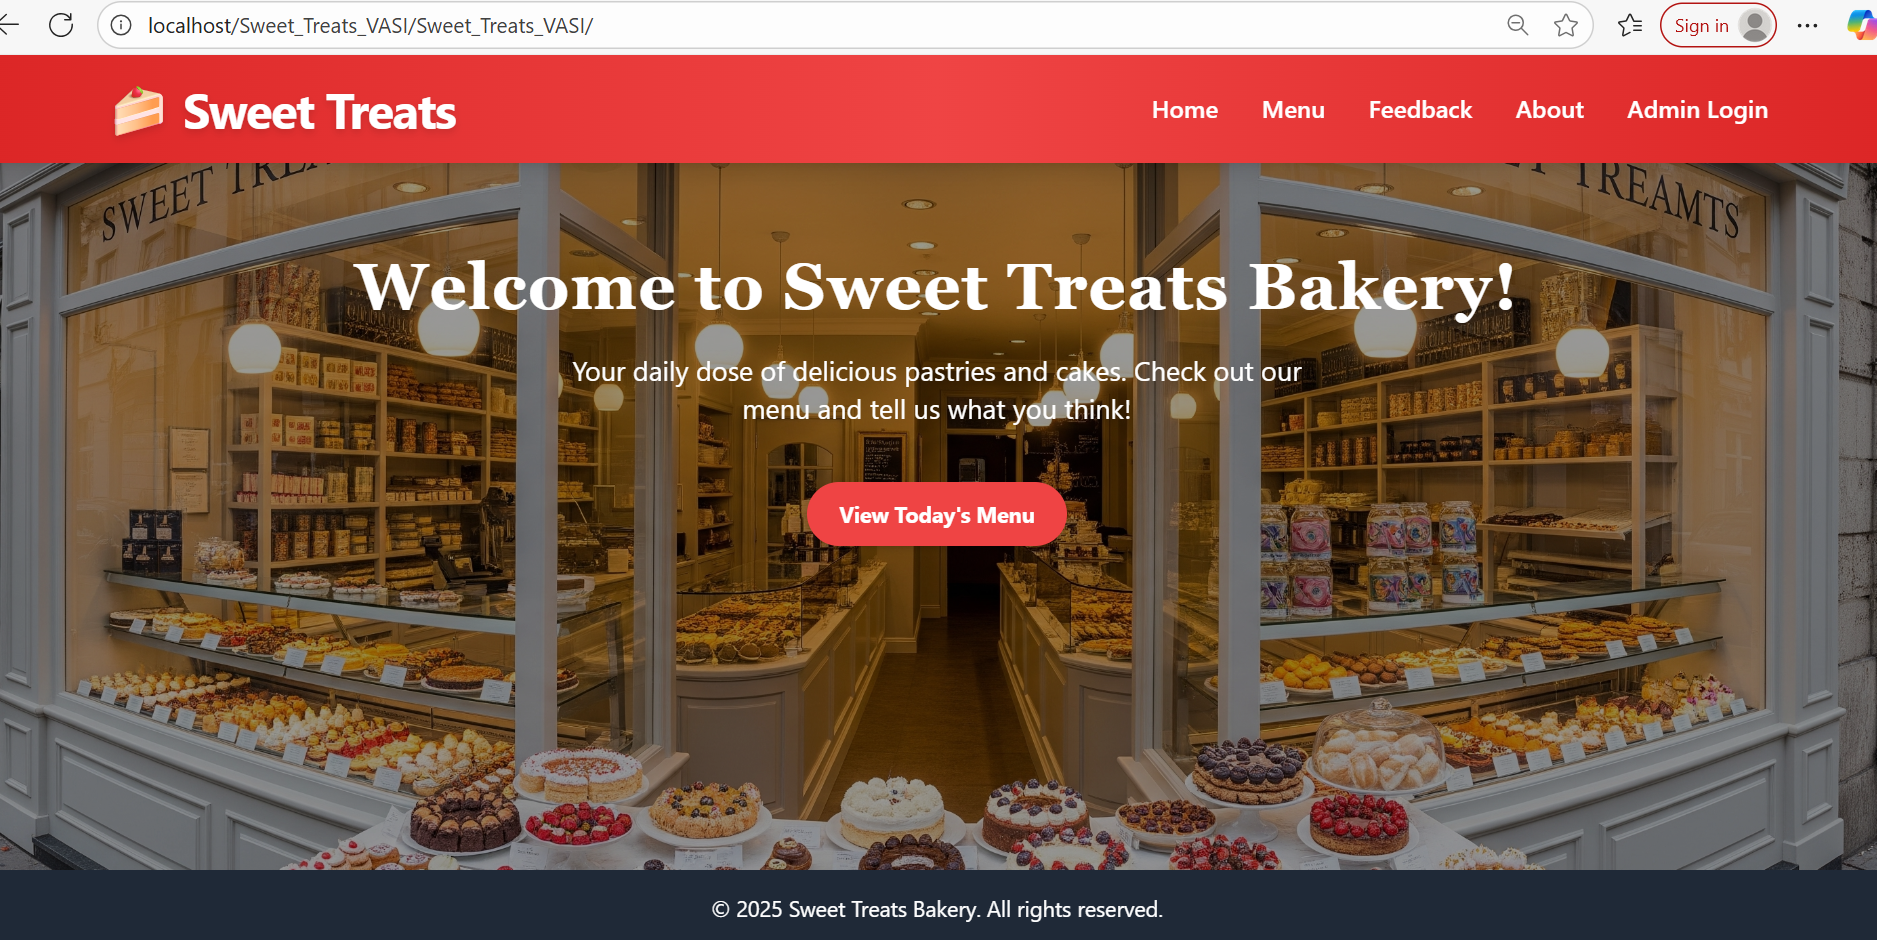 localhost/Sweet_Treats_VASI/Sweet_Treats_VASI/
Sign in
Sweet Treats
Home
Menu
Feedback
About
Admin Login
SWEET
TREAMTS
Welcome to Sweet Treats Bakery!
Your daily dose of delicious pastries and cakes. Check out our
menu and tell us what you think!
View Today's Menu
© 2025 Sweet Treats Bakery. All rights reserved.